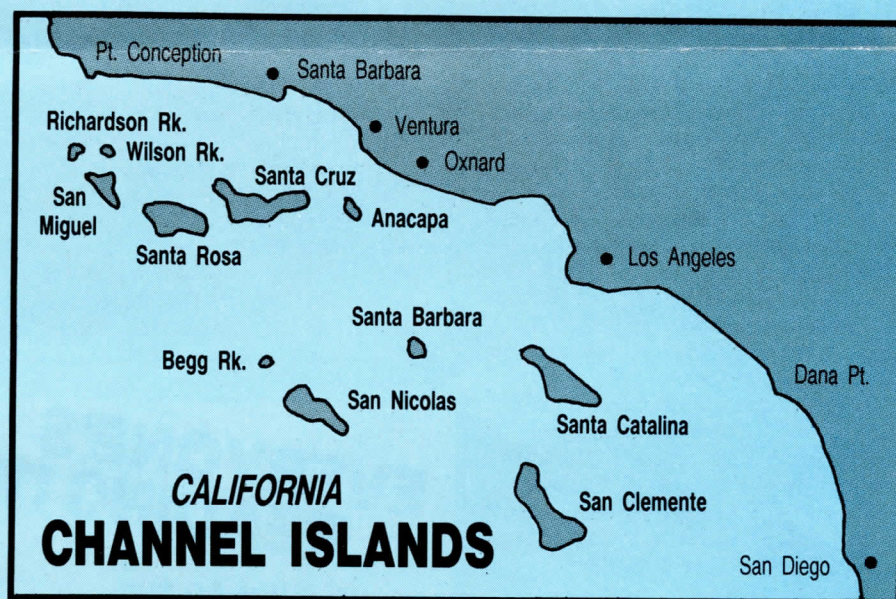 Pt. Conception
Santa Barbara
Ventura
Oxnard
Richardson Rk.
Wilson Rk.
San
Miguel
Santa Rosa
Santa Cruz
Anacapa
Los Angeles
Santa Barbara
Begg Rk.
San Nicolas
Santa Catalina
Dana Pt.
San Clemente
San Diego
CALIFORNIA
CHANNEL ISLANDS